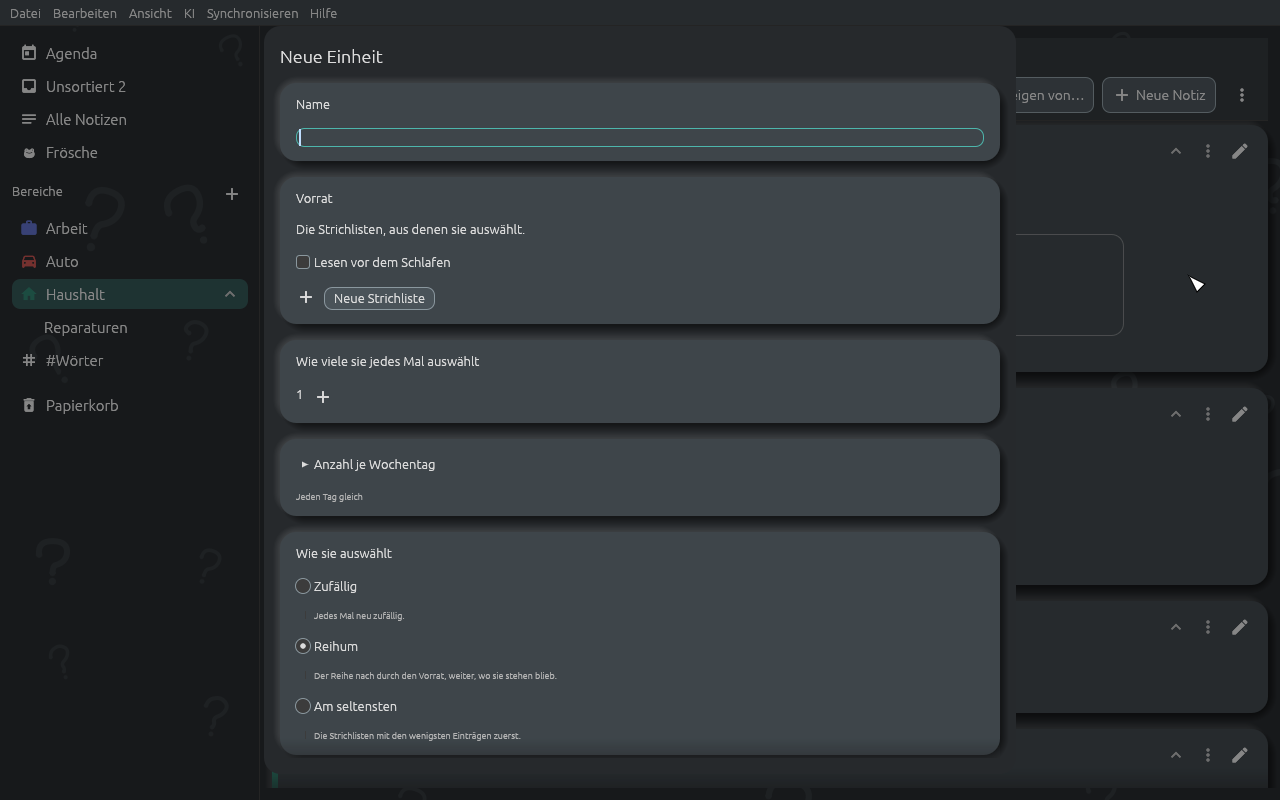 Datei Bearbeiten Ansicht KI Synchronisieren Hilfe
Agenda
Unsortiert 2
Alle Notizen
Frösche
Bereiche
Arbeit
Auto
Haushalt
Reparaturen
#Wörter
Papierkorb
Neue Einheit
Name
Vorrat
Die Strichlisten, aus denen sie auswählt.
Lesen vor dem Schlafen
Neue Strichliste
Wie viele sie jedes Mal auswählt
1
Anzahl je Wochentag
Jeden Tag gleich
Wie sie auswählt
Zufällig
Jedes Mal neu zufällig.
Reihum
Der Reihe nach durch den Vorrat, weiter, wo sie stehen blieb.
Am seltensten
Die Strichlisten mit den wenigsten Einträgen zuerst.
von…
Neue Notiz